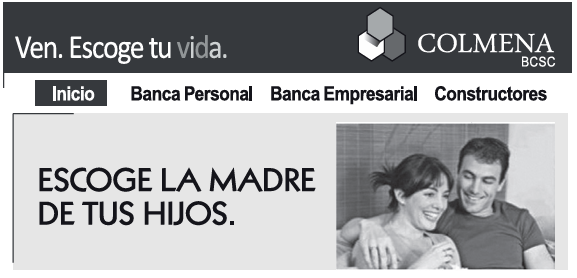 Ven. Escoge tu vida.
COLMENA
BCSC
Inicio Banca Personal Banca Empresarial Constructores
ESCOGE LA MADRE
DE TUS HIJOS.